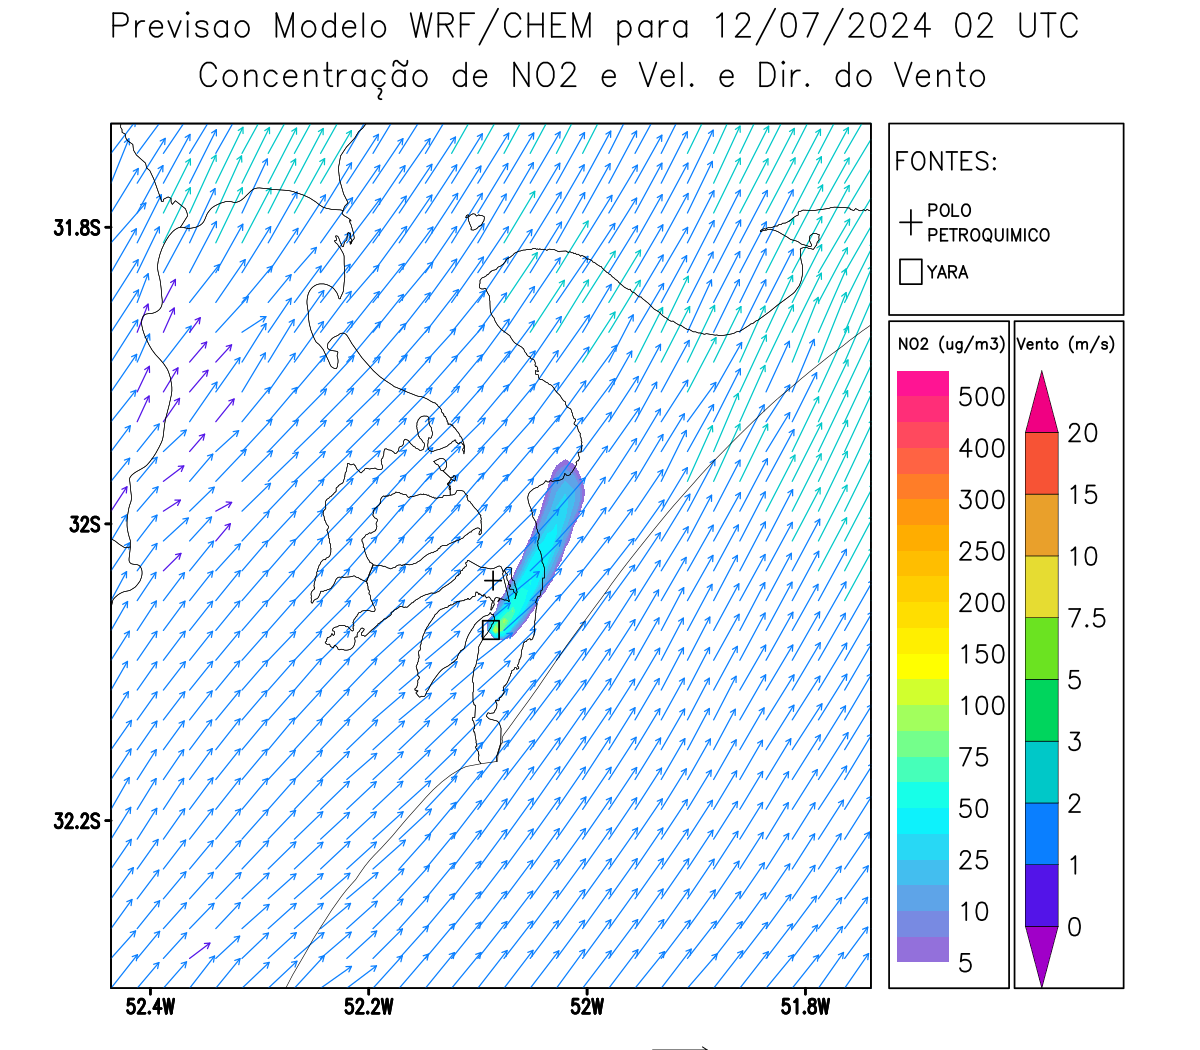 Previsao Modelo WRF/CHEM para 12/07/2024 02 UTC
Concentração de NO2 e Vel. e Dir. do Vento
FONTES:
POLO
PETROQUIMICO
YARA
31.8S
32S
32.2S
52.4W
52.2W
52W
51.8W
NO2 (ug/m3)
500
400
300
250
200
150
100
75
50
25
10
5
Vento (m/s)
20
15
10
7.5
5
3
2
1
0